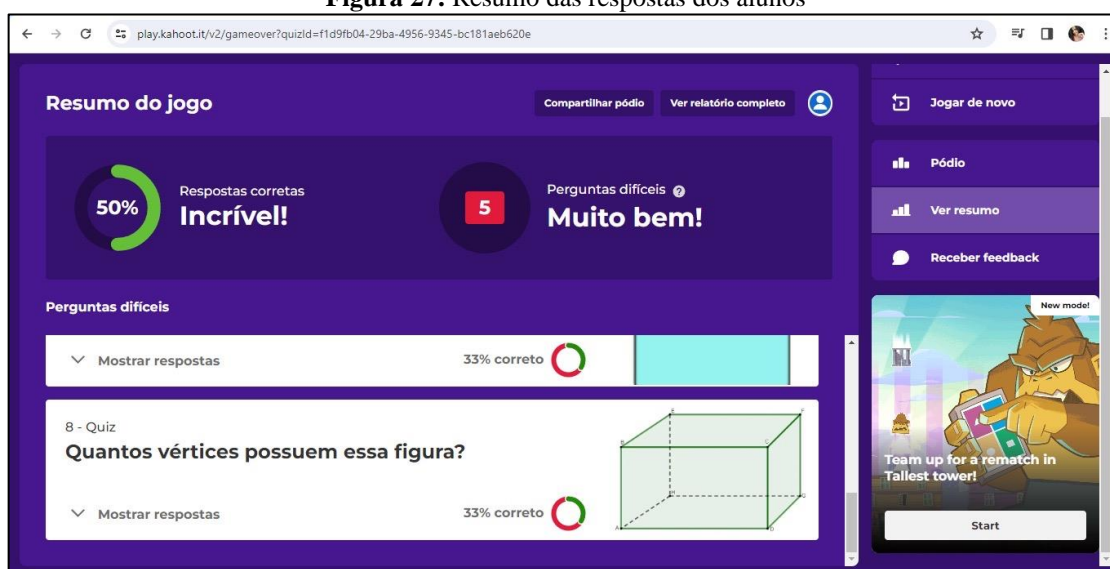 Figura 27: Resumo das respostas dos alunos
play.kahoot.it/v2/gameover?quizId=f1d9fb04-29ba-4956-9345-bc181aeb620e
Resumo do jogo
Compartilhar pódio
Ver relatório completo
50%
Respostas corretas
Incrível!
5
Perguntas difíceis ?
Muito bem!
Perguntas difíceis
Mostrar respostas
33% correto
8 - Quiz
Quantos vértices possuem essa figura?
Mostrar respostas
33% correto
Jogar de novo
Pódio
Ver resumo
Receber feedback
New mode!
Team up for a rematch in
Tallest tower!
Start